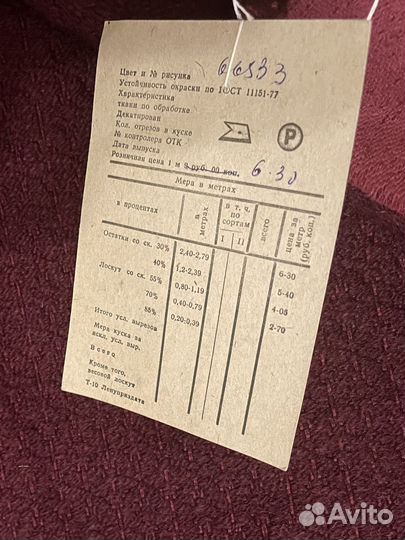 Цвет и № рисунка 66533
Устойчивость окраски по ГОСТ 11151-77
Характеристика
ткани по обработке
Декатирован
Кол. отрезов в куске
№ контролера ОТК
Дата выпуска
Розничная цена 1 м 9 руб. 00 коп. 6-30
P
Мера в метрах
в процентах
в метрах
в т. ч. по сортам
I II
всего
цена за метр (руб, коп.)
Остатки со ск. 30% 2,40-2,79 6-30
40% 1,2-2,39 5-40
Лоскут со ск. 55% 0,80-1,19 4-05
70% 0,40-0,79 2-70
85% 0,20-0,39
Итого усл. вырезов
Мера куска за
искл. усл. выр.
Всего
Кроме того,
весовой лоскут
Т-10 Ленуприздата
Avito